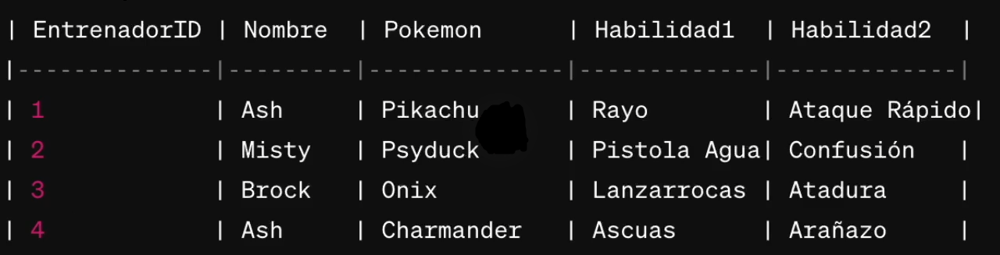 | EntrenadorID | Nombre | Pokemon | Habilidad1 | Habilidad2 |
|--------------|---------|--------------|-------------|-------------|
| 1 | Ash | Pikachu | Rayo | Ataque Rápido|
| 2 | Misty | Psyduck | Pistola Agua| Confusión |
| 3 | Brock | Onix | Lanzarrocas | Atadura |
| 4 | Ash | Charmander | Ascuas | Arañazo |